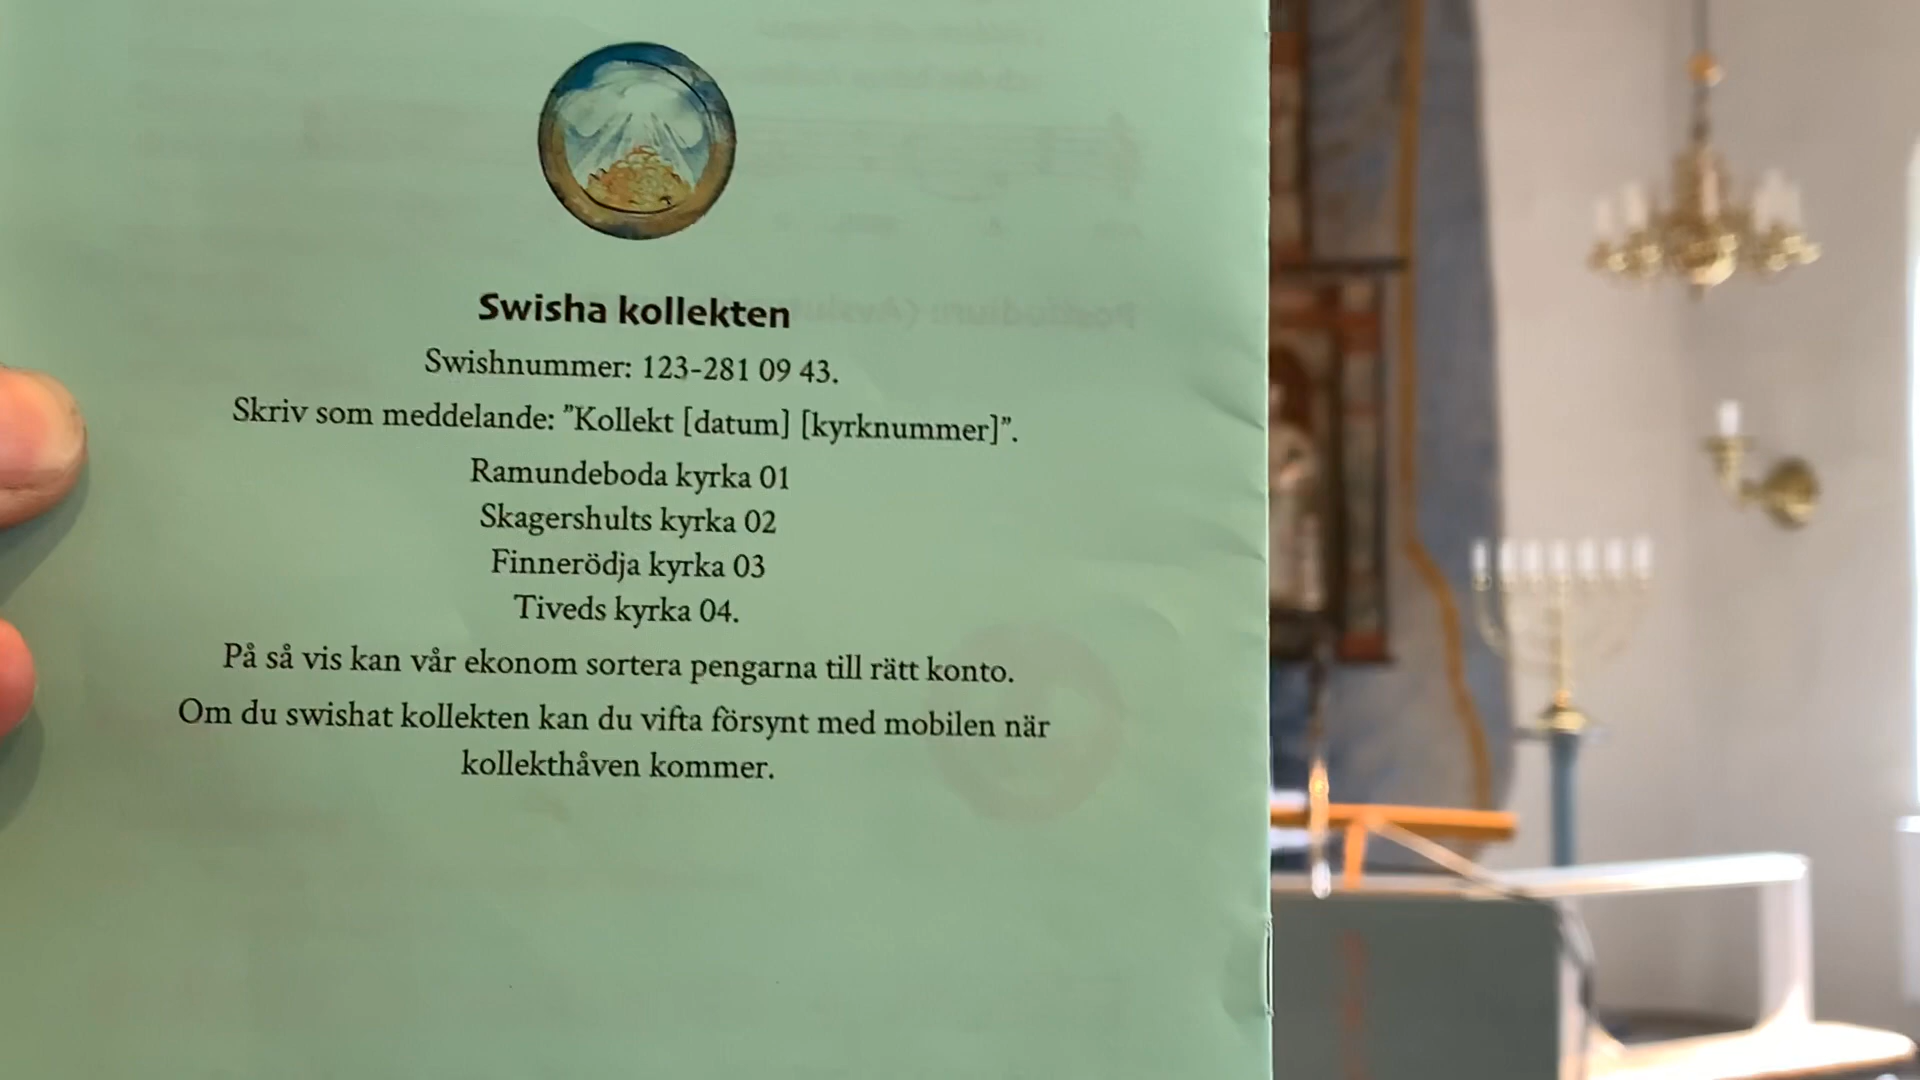 Swisha kollekten
Swishnummer: 123-281 09 43.
Skriv som meddelande: ”Kollekt [datum] [kyrknummer]”.
Ramundeboda kyrka 01
Skagershults kyrka 02
Finnerödja kyrka 03
Tiveds kyrka 04.
På så vis kan vår ekonom sortera pengarna till rätt konto.
Om du swishat kollekten kan du vifta försynt med mobilen när
kollekthåven kommer.